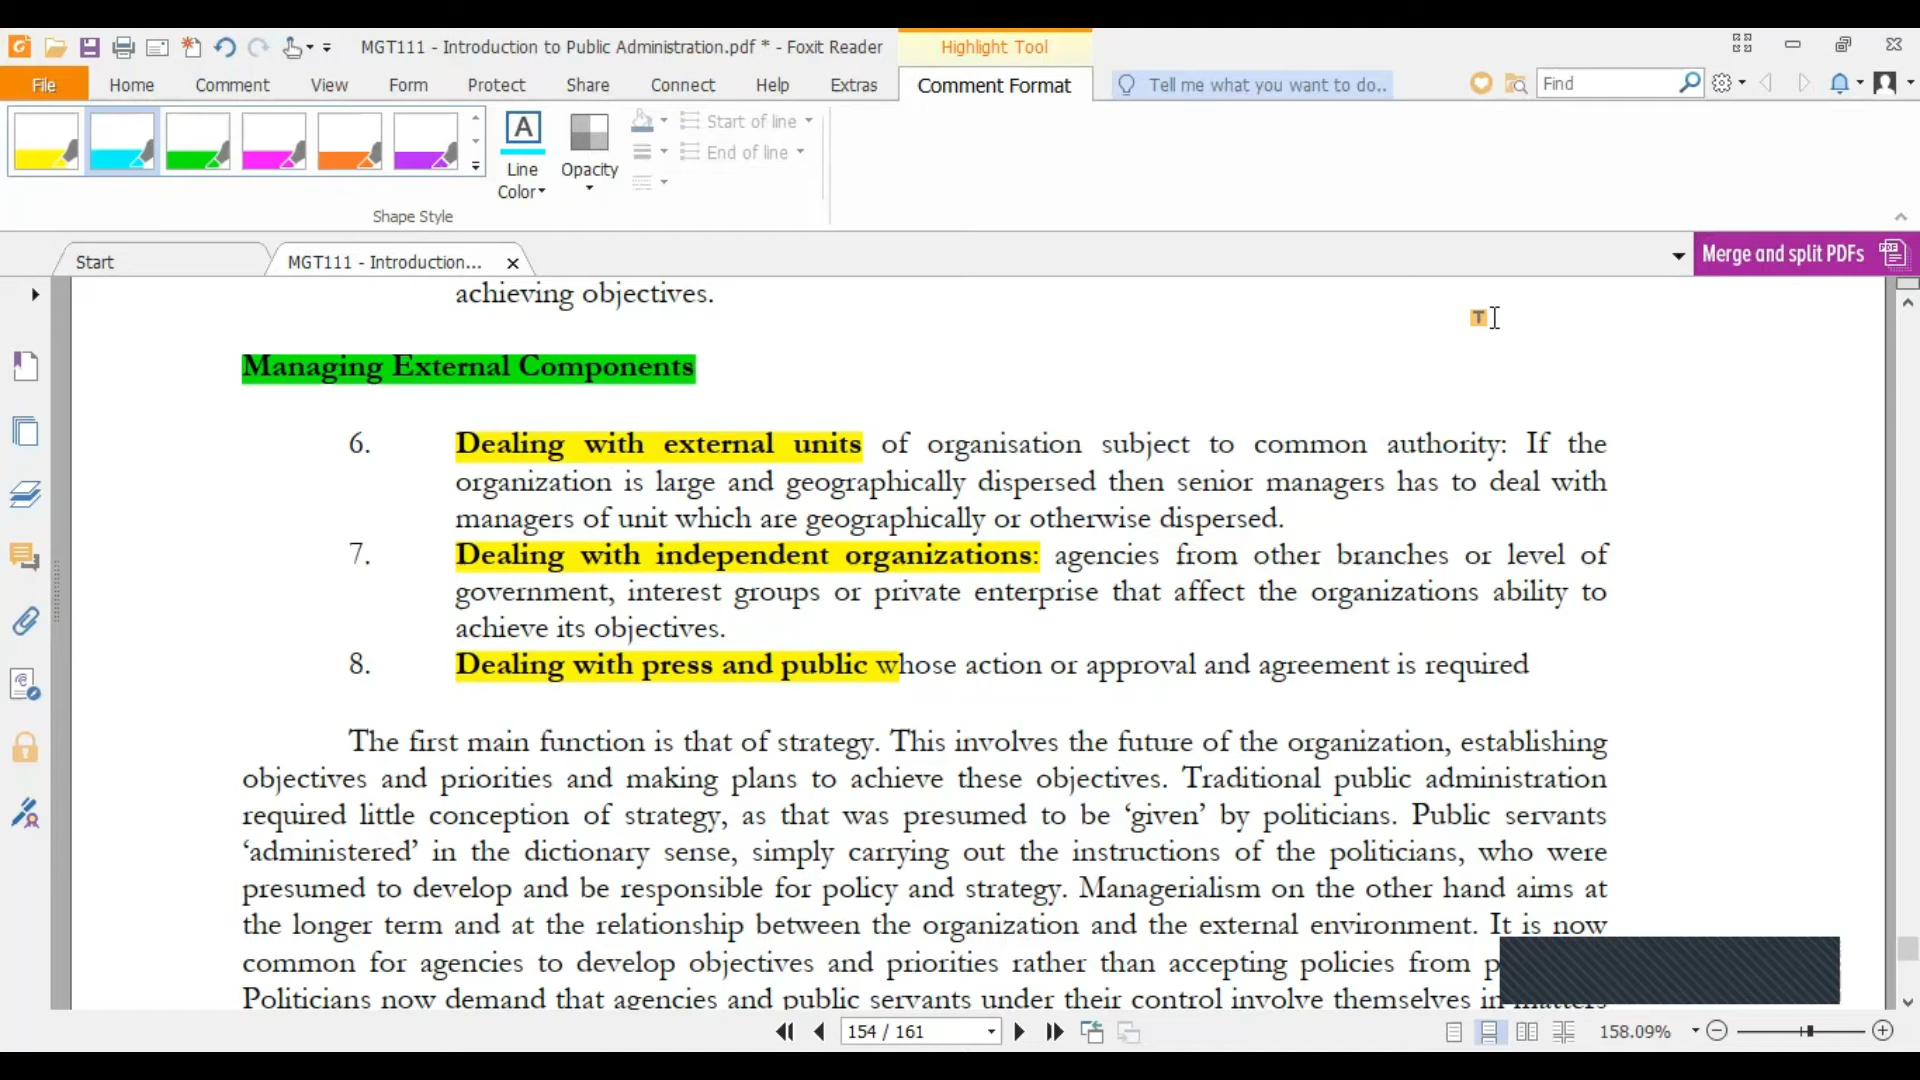 MGT111 - Introduction to Public Administration.pdf * - Foxit Reader
Highlight Tool
File
Home
Comment
View
Form
Protect
Share
Connect
Help
Extras
Comment Format
Tell me what you want to do..
Find
A
Line
Color
Opacity
Start of line
End of line
Shape Style
Start
MGT111 - Introduction...
Merge and split PDFs
achieving objectives.
T
Managing External Components
6. Dealing with external units of organisation subject to common authority: If the
organization is large and geographically dispersed then senior managers has to deal with
managers of unit which are geographically or otherwise dispersed.
7. Dealing with independent organizations: agencies from other branches or level of
government, interest groups or private enterprise that affect the organizations ability to
achieve its objectives.
8. Dealing with press and public whose action or approval and agreement is required
The first main function is that of strategy. This involves the future of the organization, establishing
objectives and priorities and making plans to achieve these objectives. Traditional public administration
required little conception of strategy, as that was presumed to be ‘given’ by politicians. Public servants
‘administered’ in the dictionary sense, simply carrying out the instructions of the politicians, who were
presumed to develop and be responsible for policy and strategy. Managerialism on the other hand aims at
the longer term and at the relationship between the organization and the external environment. It is now
common for agencies to develop objectives and priorities rather than accepting policies from
Politicians now demand that agencies and public servants under their control involve themselves in matters
154 / 161
158.09%